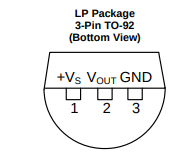 LP Package
3-Pin TO-92
(Bottom View)
+VS VOUT GND
1 2 3